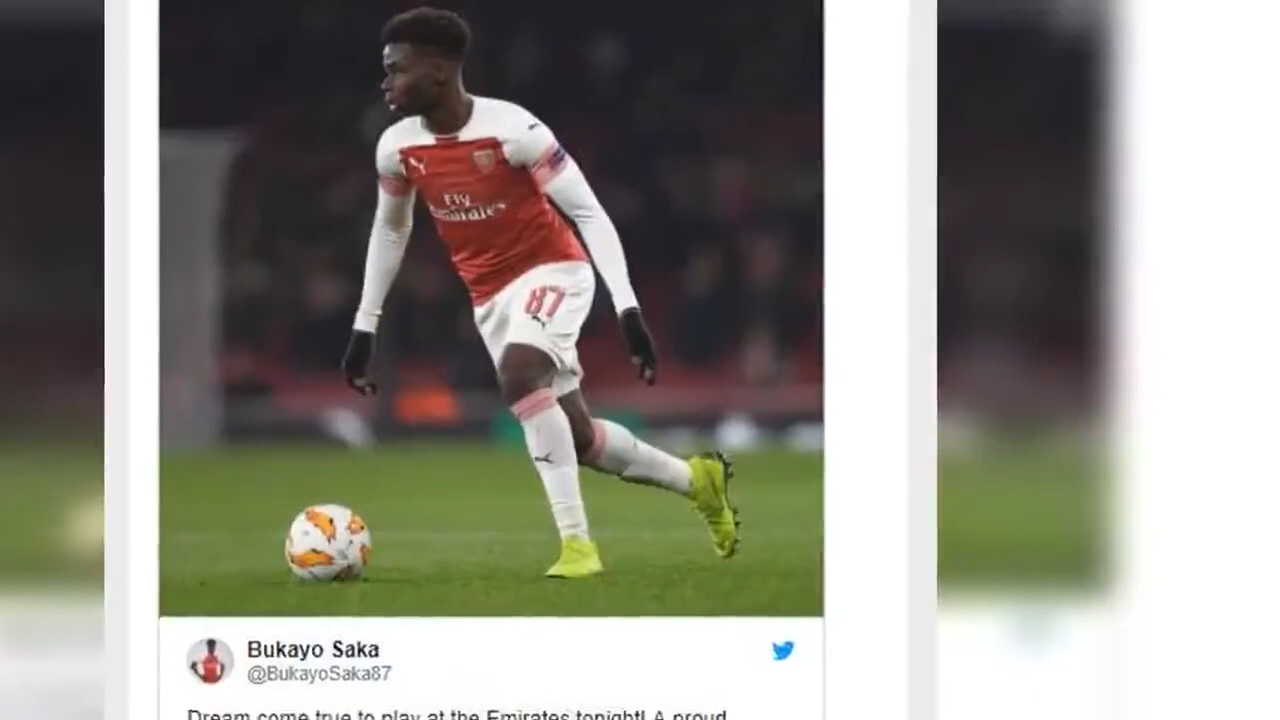 Fly
Emirates
87
Bukayo Saka
@BukayoSaka87
Dream come true to play at the Emirates tonight! A proud